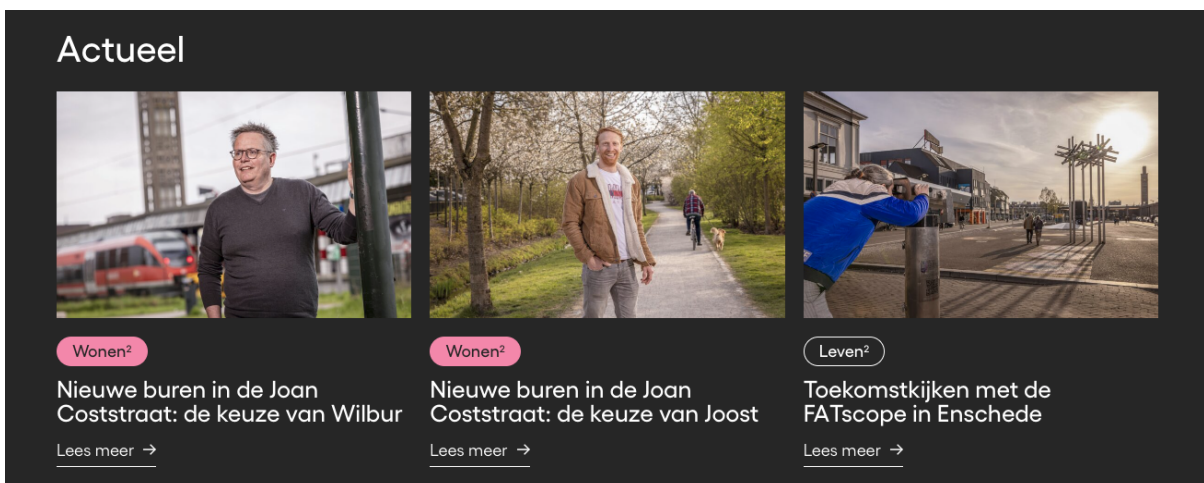 Actueel
Wonen²
Nieuwe buren in de Joan
Coststraat: de keuze van Wilbur
Lees meer →
Wonen²
Nieuwe buren in de Joan
Coststraat: de keuze van Joost
Lees meer →
Leven²
Toekomstkijken met de
FATscope in Enschede
Lees meer →